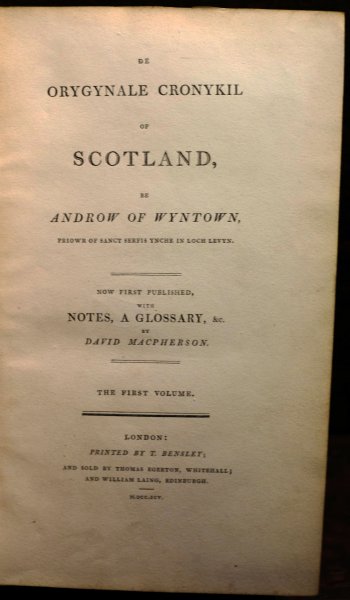 DE
ORYGYNALE CRONYKIL
OF
SCOTLAND,
BE
ANDROW OF WYNTOWN,
PRIOWR OF SANCT SERFIS YNCHE IN LOCH LEVYN.
NOW FIRST PUBLISHED,
WITH
NOTES, A GLOSSARY, &c.
BY
DAVID MACPHERSON.
THE FIRST VOLUME.
LONDON:
PRINTED BY T. BENSLEY;
AND SOLD BY THOMAS EGERTON, WHITEHALL;
AND WILLIAM LAING, EDINBURGH.
M.DCC.XCV.